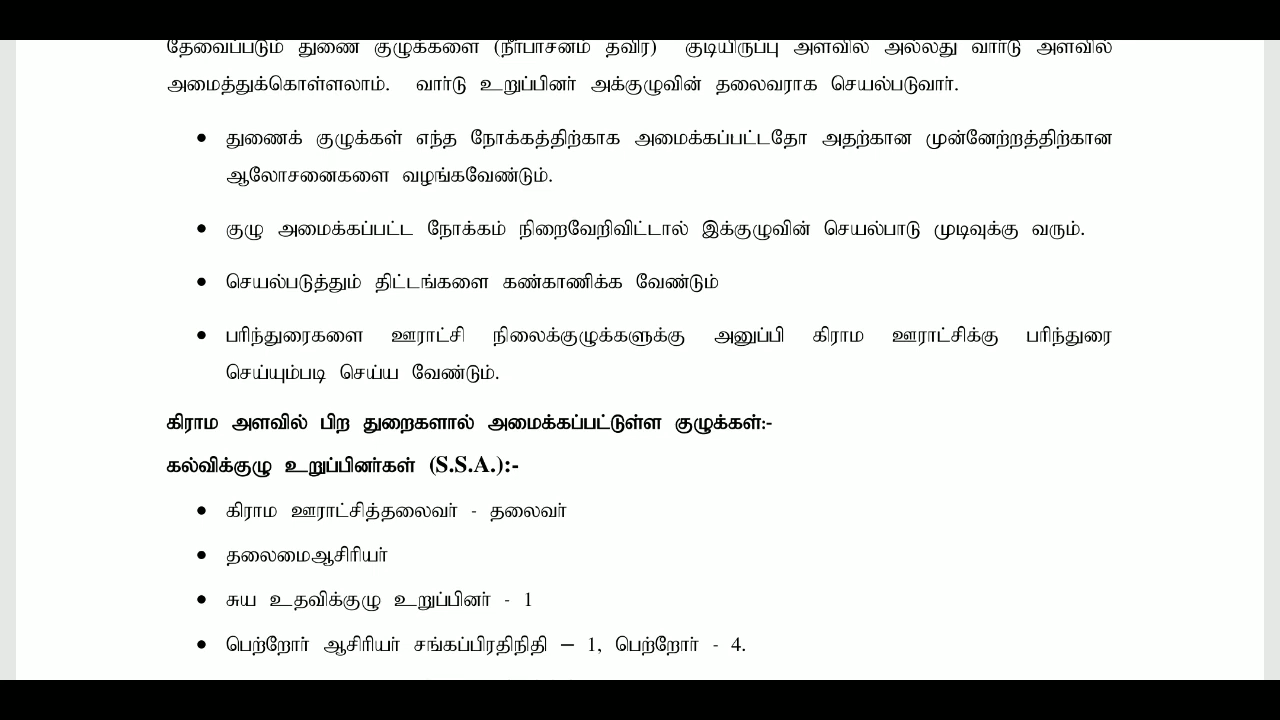 தேவைப்படும் துணை குழுக்களை (நீர்பாசனம் தவிர) குடியிருப்பு அளவில் அல்லது வார்டு அளவில்
அமைத்துக்கொள்ளலாம். வார்டு உறுப்பினர் அக்குழுவின் தலைவராக செயல்படுவார்.
• துணைக் குழுக்கள் எந்த நோக்கத்திற்காக அமைக்கப்பட்டதோ அதற்கான முன்னேற்றத்திற்கான
ஆலோசனைகளை வழங்கவேண்டும்.
• குழு அமைக்கப்பட்ட நோக்கம் நிறைவேறிவிட்டால் இக்குழுவின் செயல்பாடு முடிவுக்கு வரும்.
• செயல்படுத்தும் திட்டங்களை கண்காணிக்க வேண்டும்
• பரிந்துரைகளை ஊராட்சி நிலைக்குழுக்களுக்கு அனுப்பி கிராம ஊராட்சிக்கு பரிந்துரை
செய்யும்படி செய்ய வேண்டும்.
கிராம அளவில் பிற துறைகளால் அமைக்கப்பட்டுள்ள குழுக்கள்:-
கல்விக்குழு உறுப்பினர்கள் (S.S.A.):-
• கிராம ஊராட்சித்தலைவர் - தலைவர்
• தலைமைஆசிரியர்
• சுய உதவிக்குழு உறுப்பினர் - 1
• பெற்றோர் ஆசிரியர் சங்கப்பிரதிநிதி – 1, பெற்றோர் - 4.